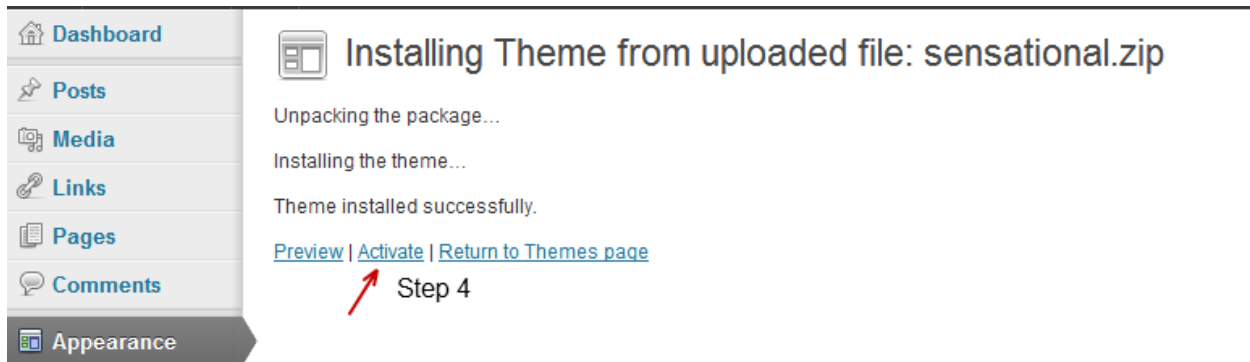 Dashboard
Posts
Media
Links
Pages
Comments
Appearance
Installing Theme from uploaded file: sensational.zip
Unpacking the package...
Installing the theme...
Theme installed successfully.
Preview | Activate | Return to Themes page
Step 4